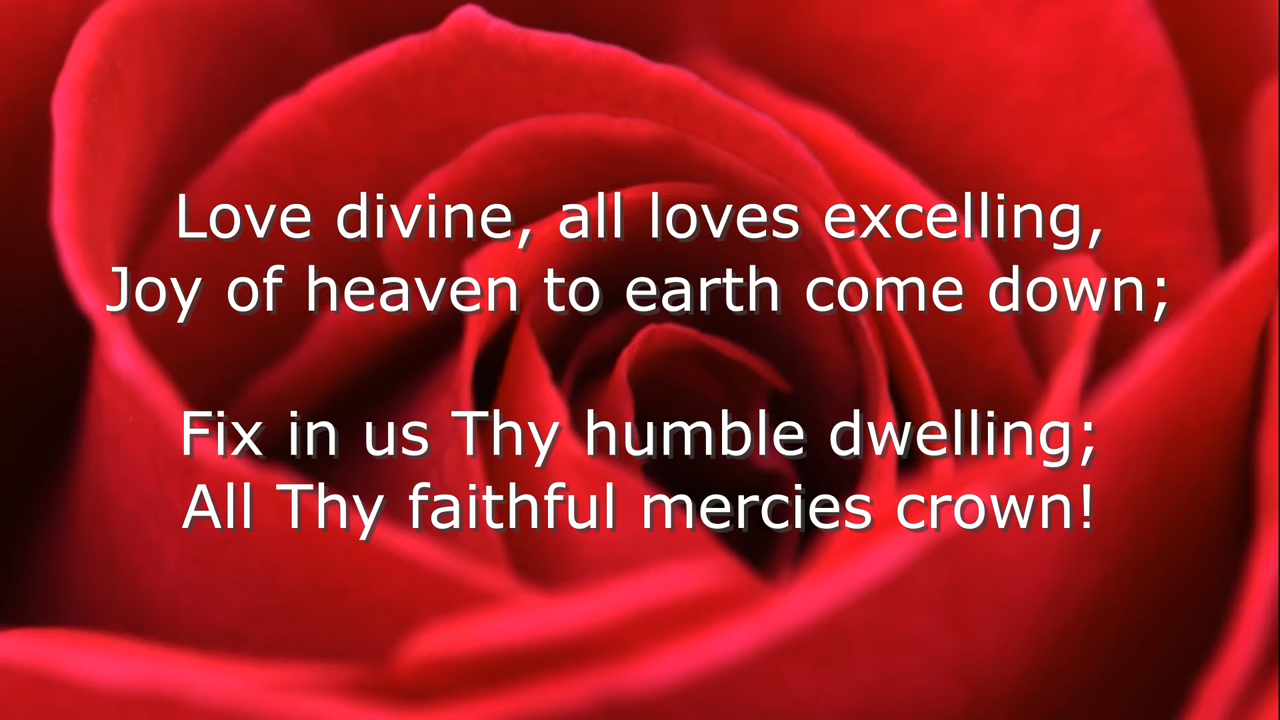 Love divine, all loves excelling,
Joy of heaven to earth come down;
Fix in us Thy humble dwelling;
All Thy faithful mercies crown!